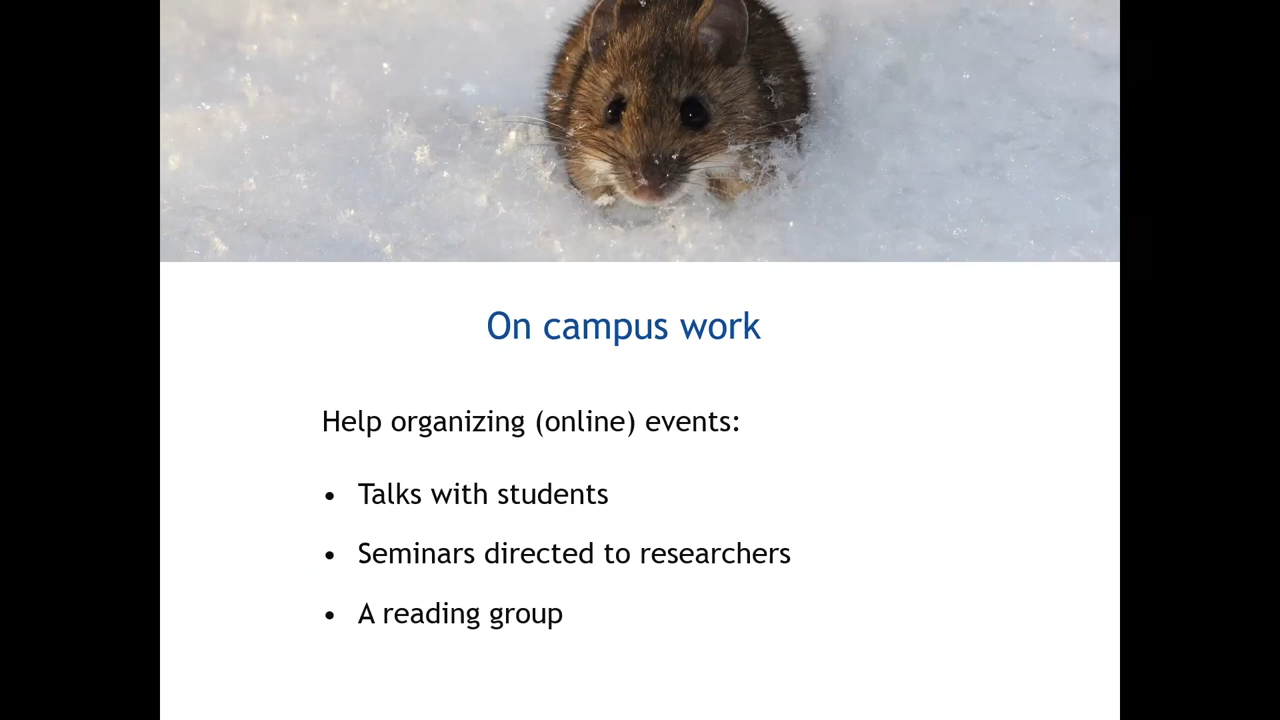 On campus work
Help organizing (online) events:
• Talks with students
• Seminars directed to researchers
• A reading group